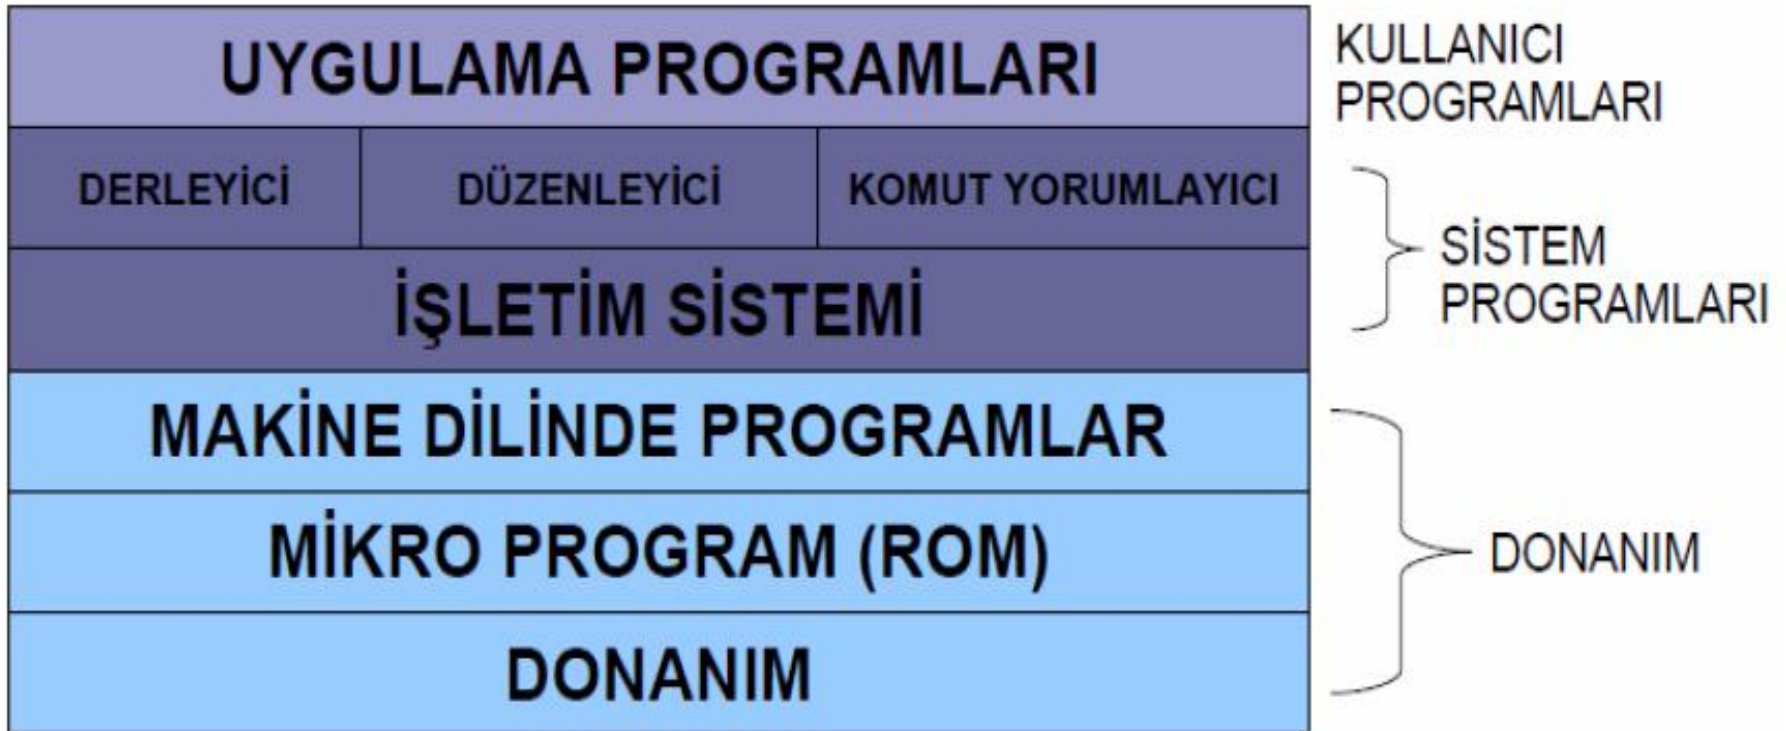 UYGULAMA PROGRAMLARI
KULLANICI
PROGRAMLARI
DERLEYİCİ
DÜZENLEYİCİ
KOMUT YORUMLAYICI
İŞLETİM SİSTEMİ
SİSTEM
PROGRAMLARI
MAKİNE DİLİNDE PROGRAMLAR
MİKRO PROGRAM (ROM)
DONANIM
DONANIM